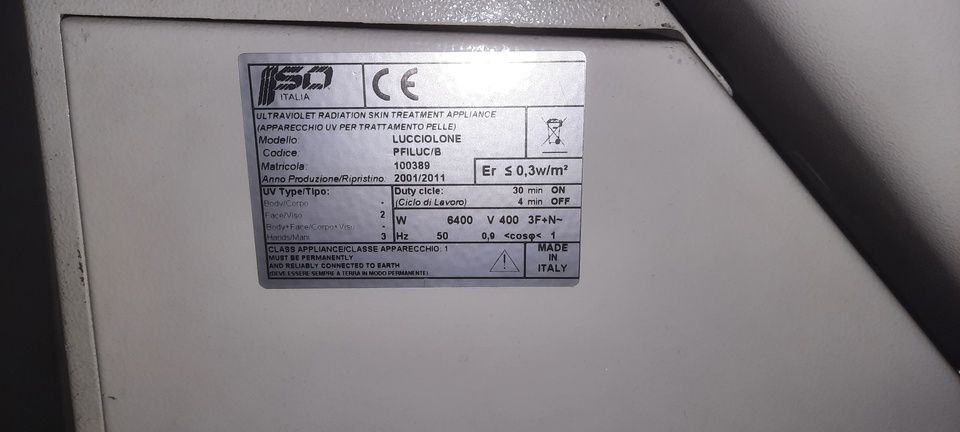 ISO
ITALIA
CE
ULTRAVIOLET RADIATION SKIN TREATMENT APPLIANCE
(APPARECCHIO UV PER TRATTAMENTO PELLE)
Modello LUCCIOLONE
Codice: PFILUC/B
Matricola: 100389
Anno Produzione/Ripristino: 2001/2011
Er ≤ 0,3w/m²
UV Type/Tipo:
Body/Corpo -
Face/Viso 2
Body+Face/Corpo+Viso -
Hands/Mani 3
Duty cicle: 30 min ON
(Ciclo di Lavoro) 4 min OFF
W 6400 V 400 3F+N~
Hz 50 0,9 <cosφ< 1
CLASS APPLIANCE/CLASSE APPARECCHIO: 1
MUST BE PERMANENTLY
AND RELIABLY CONNECTED TO EARTH
(DEVE ESSERE SEMPRE A TERRA IN MODO PERMANENTE)
MADE
IN
ITALY